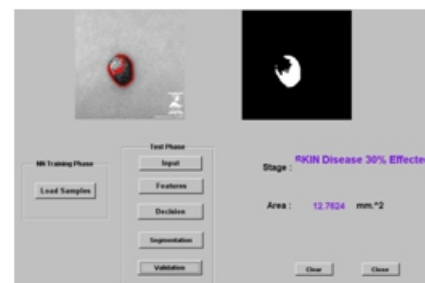 Test Phase
NN Training Phase
Input
Load Samples
Features
Decision
Segmentation
Validation
Stage : SKIN Disease 30% Effecte
Area : 12.7624 mm.^2
Clear
Close